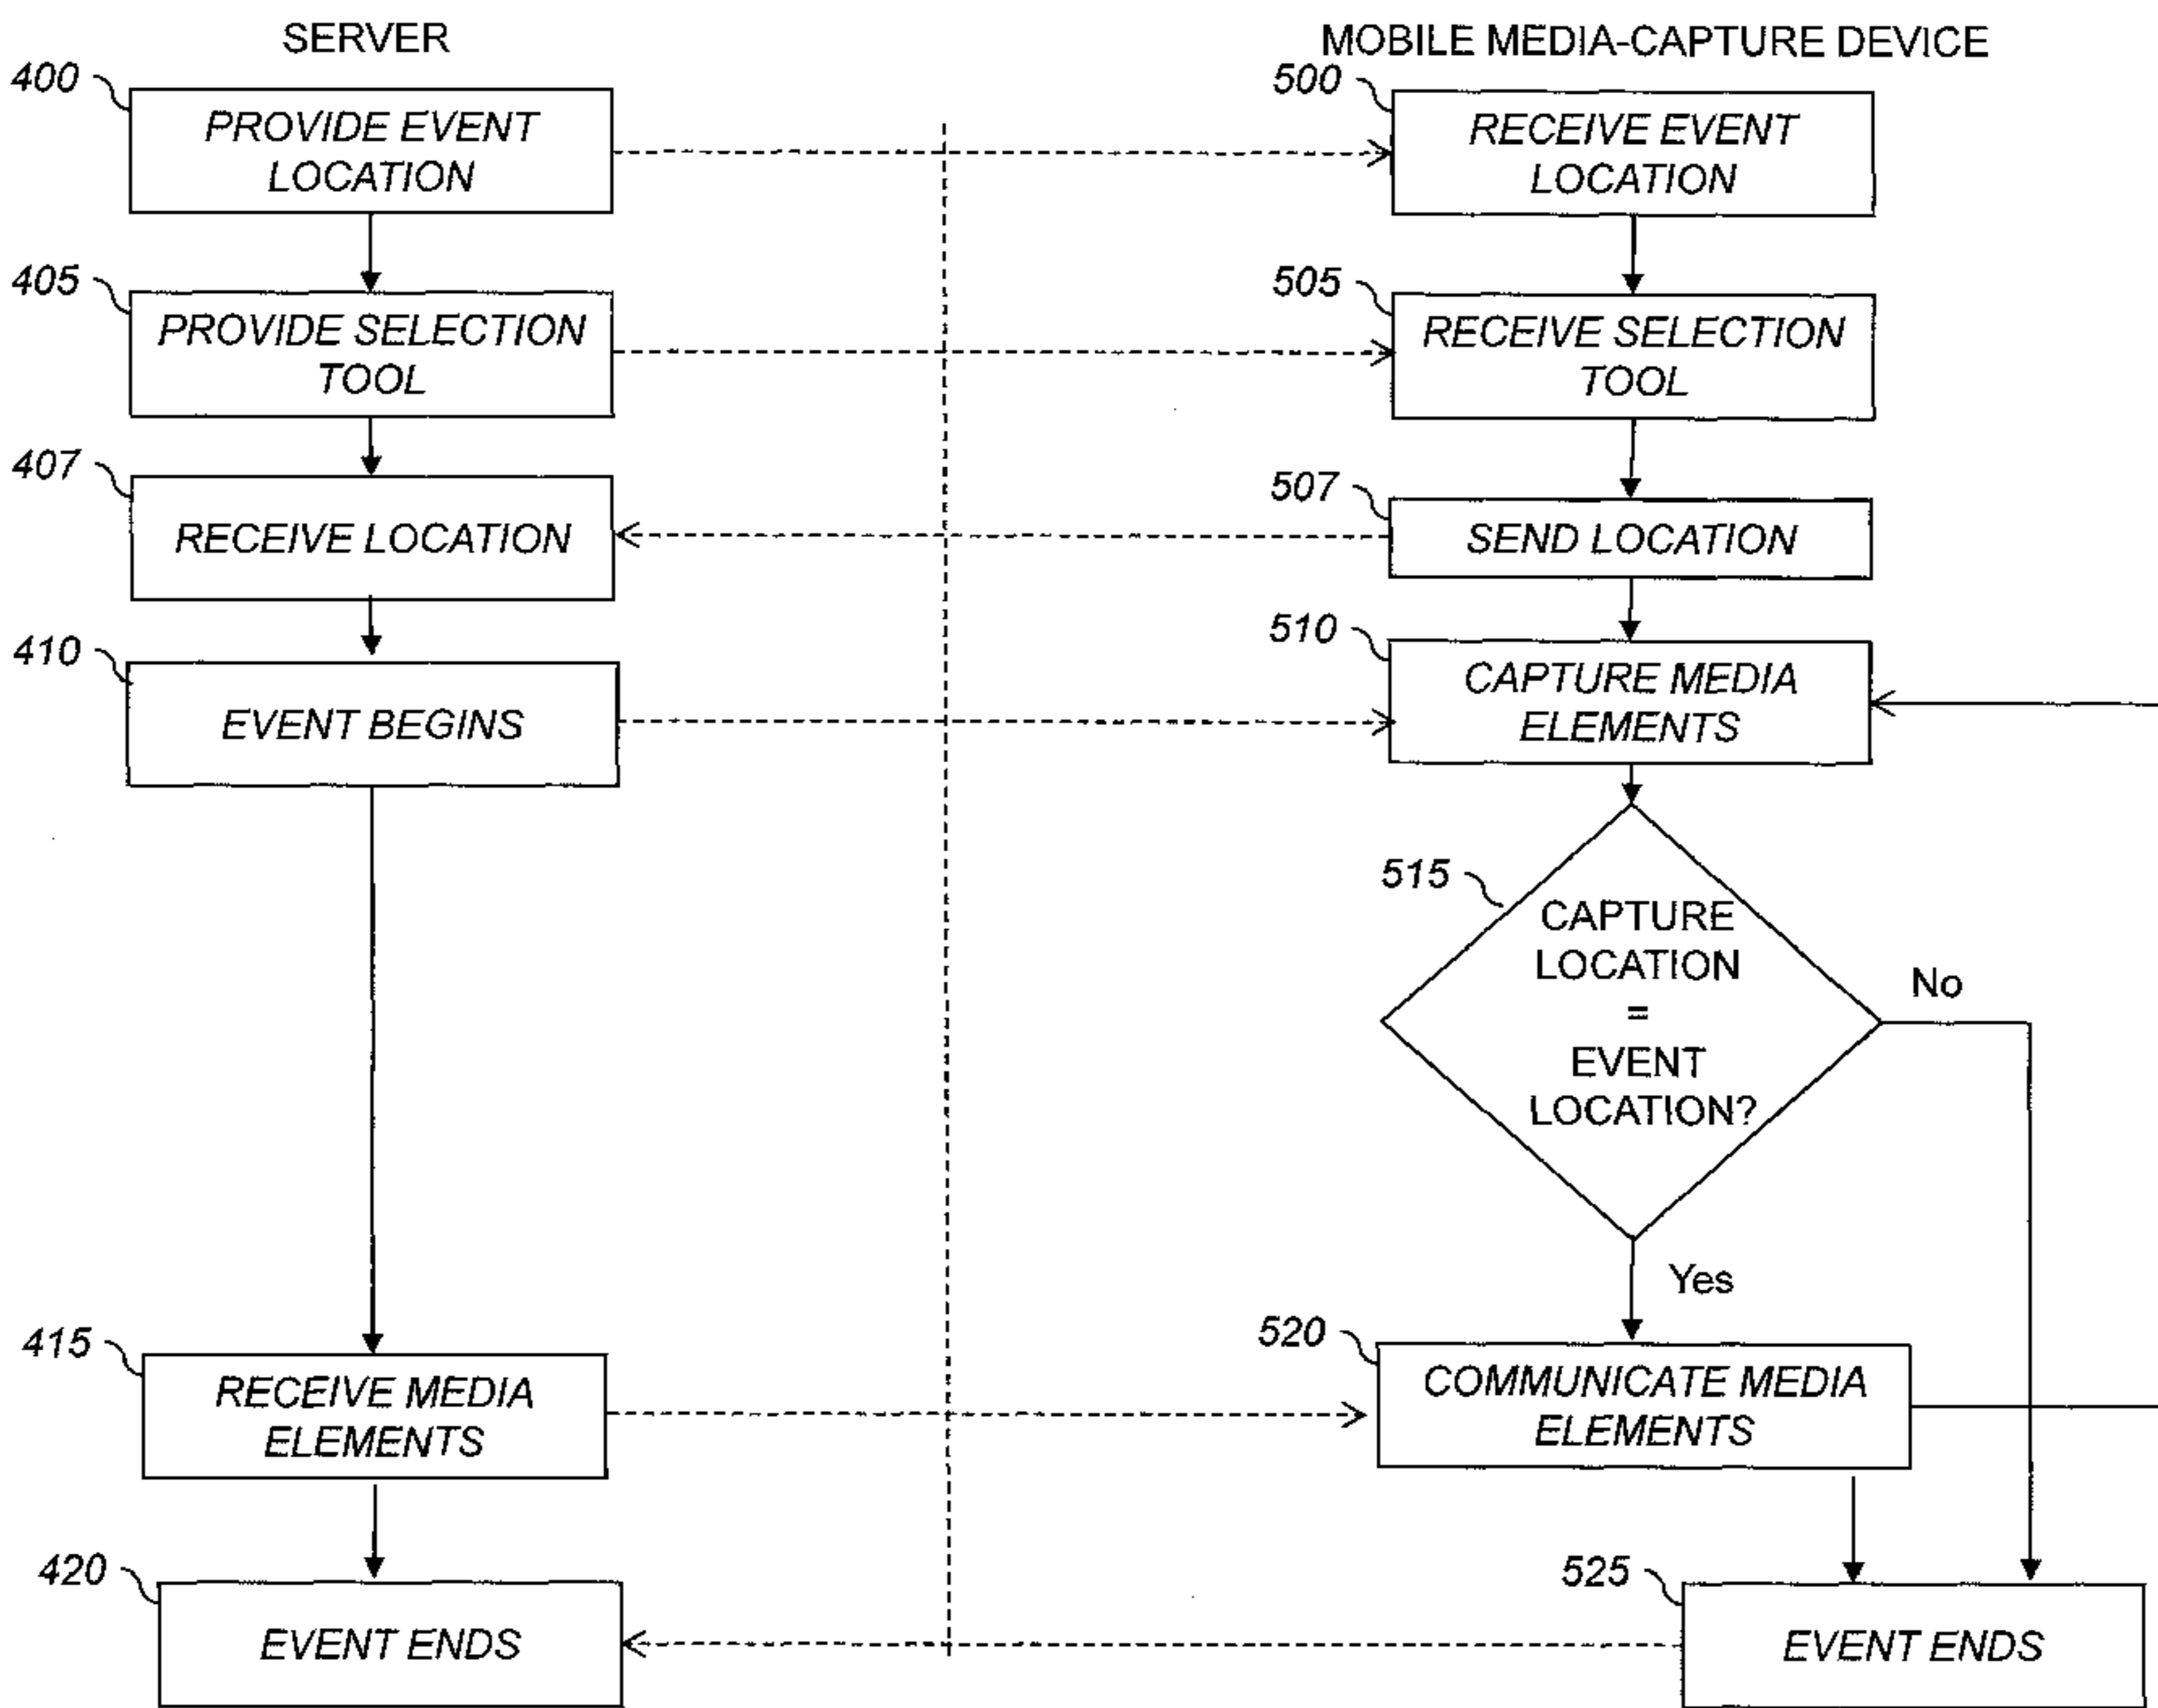 SERVER
400
PROVIDE EVENT
LOCATION
405
PROVIDE SELECTION
TOOL
407
RECEIVE LOCATION
410
EVENT BEGINS
415
RECEIVE MEDIA
ELEMENTS
420
EVENT ENDS
MOBILE MEDIA-CAPTURE DEVICE
500
RECEIVE EVENT
LOCATION
505
RECEIVE SELECTION
TOOL
507
SEND LOCATION
510
CAPTURE MEDIA
ELEMENTS
515
CAPTURE
LOCATION
=
EVENT
LOCATION?
No
Yes
520
COMMUNICATE MEDIA
ELEMENTS
525
EVENT ENDS